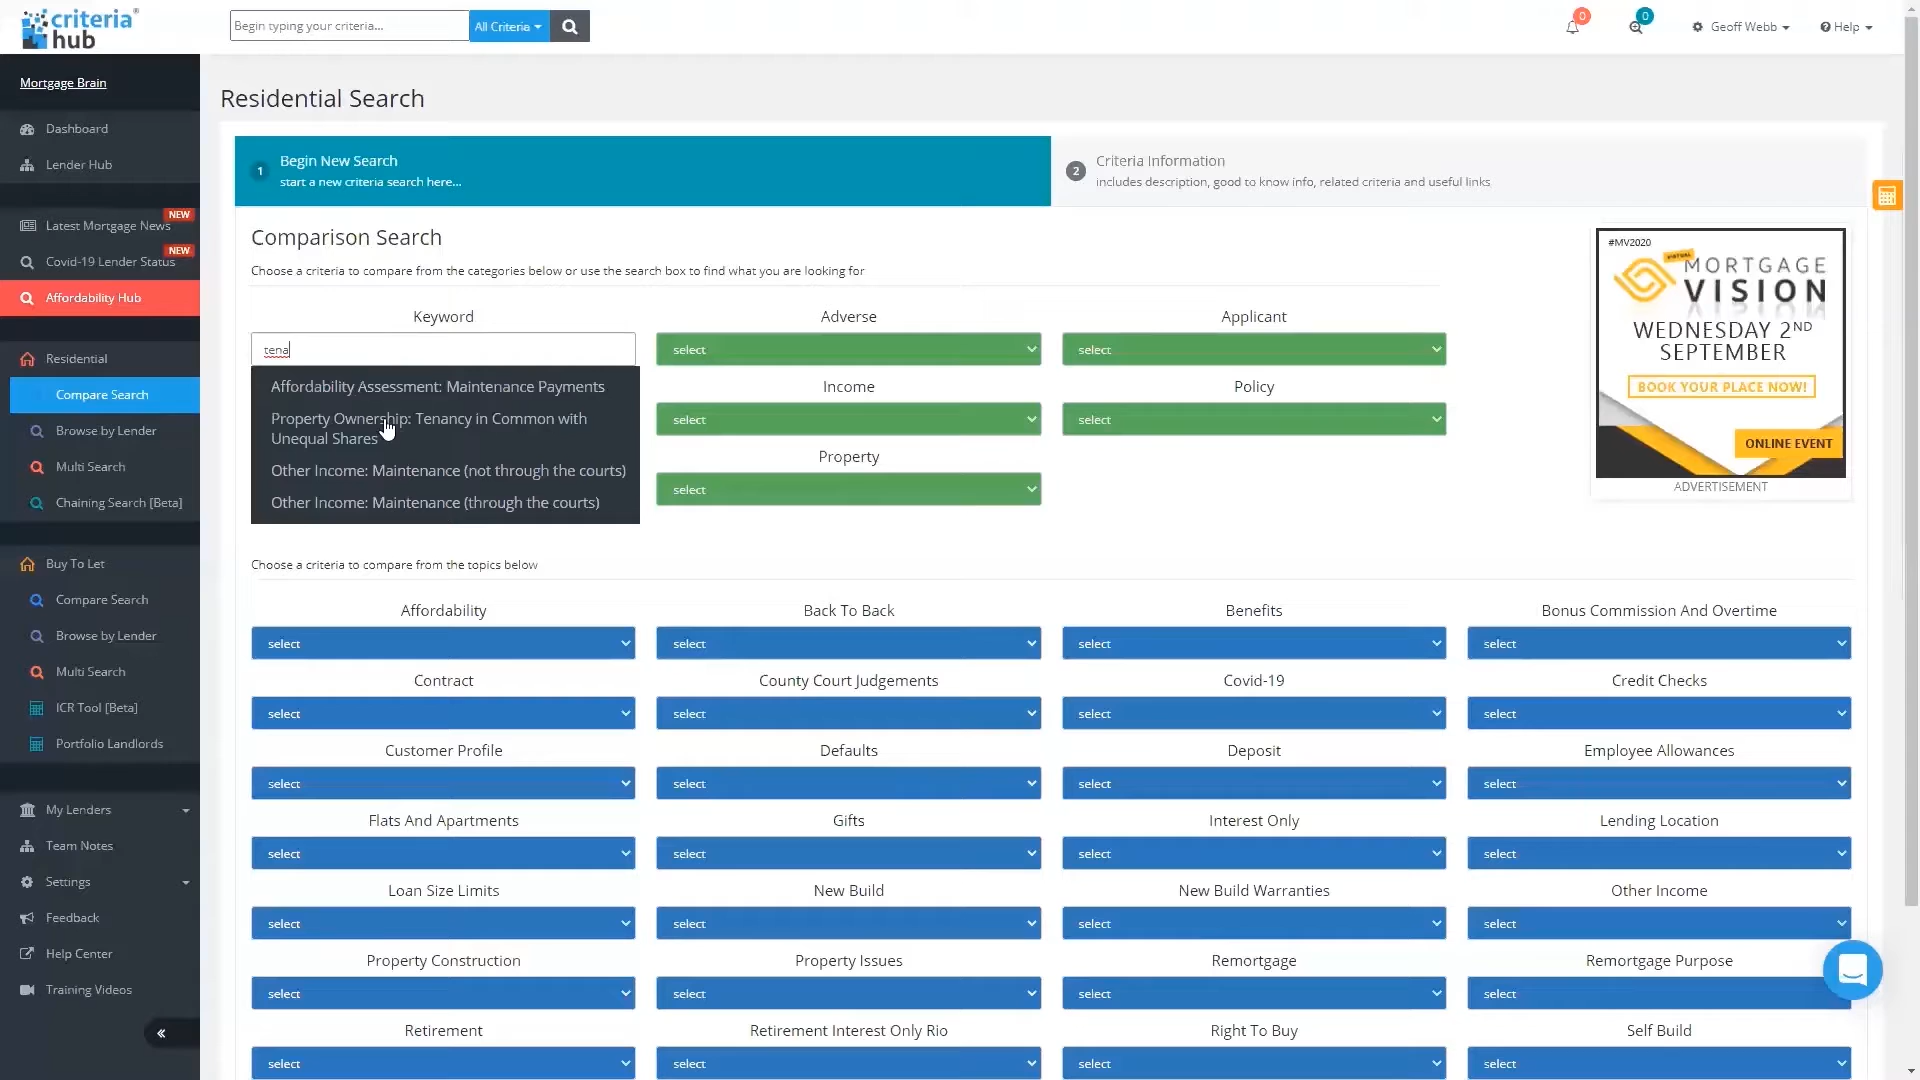 criteria hub
Begin typing your criteria...
All Criteria
0
0
Geoff Webb
Help
Mortgage Brain
Dashboard
Lender Hub
Latest Mortgage News
NEW
Covid-19 Lender Status
NEW
Affordability Hub
Residential
Compare Search
Browse by Lender
Multi Search
Chaining Search [Beta]
Buy To Let
Compare Search
Browse by Lender
Multi Search
ICR Tool [Beta]
Portfolio Landlords
My Lenders
Team Notes
Settings
Feedback
Help Center
Training Videos
«
Residential Search
1
Begin New Search
start a new criteria search here...
2
Criteria Information
includes description, good to know info, related criteria and useful links
Comparison Search
Choose a criteria to compare from the categories below or use the search box to find what you are looking for
Keyword
Adverse
Applicant
tena
select
select
Affordability Assessment: Maintenance Payments
Property Ownership: Tenancy in Common with
Unequal Shares
Other Income: Maintenance (not through the courts)
Other Income: Maintenance (through the courts)
Income
Policy
select
select
Property
select
#MV2020
VIRTUAL
MORTGAGE
VISION
WEDNESDAY 2ND
SEPTEMBER
BOOK YOUR PLACE NOW!
ONLINE EVENT
ADVERTISEMENT
Choose a criteria to compare from the topics below
Affordability
Back To Back
Benefits
Bonus Commission And Overtime
select
select
select
select
Contract
County Court Judgements
Covid-19
Credit Checks
select
select
select
select
Customer Profile
Defaults
Deposit
Employee Allowances
select
select
select
select
Flats And Apartments
Gifts
Interest Only
Lending Location
select
select
select
select
Loan Size Limits
New Build
New Build Warranties
Other Income
select
select
select
select
Property Construction
Property Issues
Remortgage
Remortgage Purpose
select
select
select
select
Retirement
Retirement Interest Only Rio
Right To Buy
Self Build
select
select
select
select